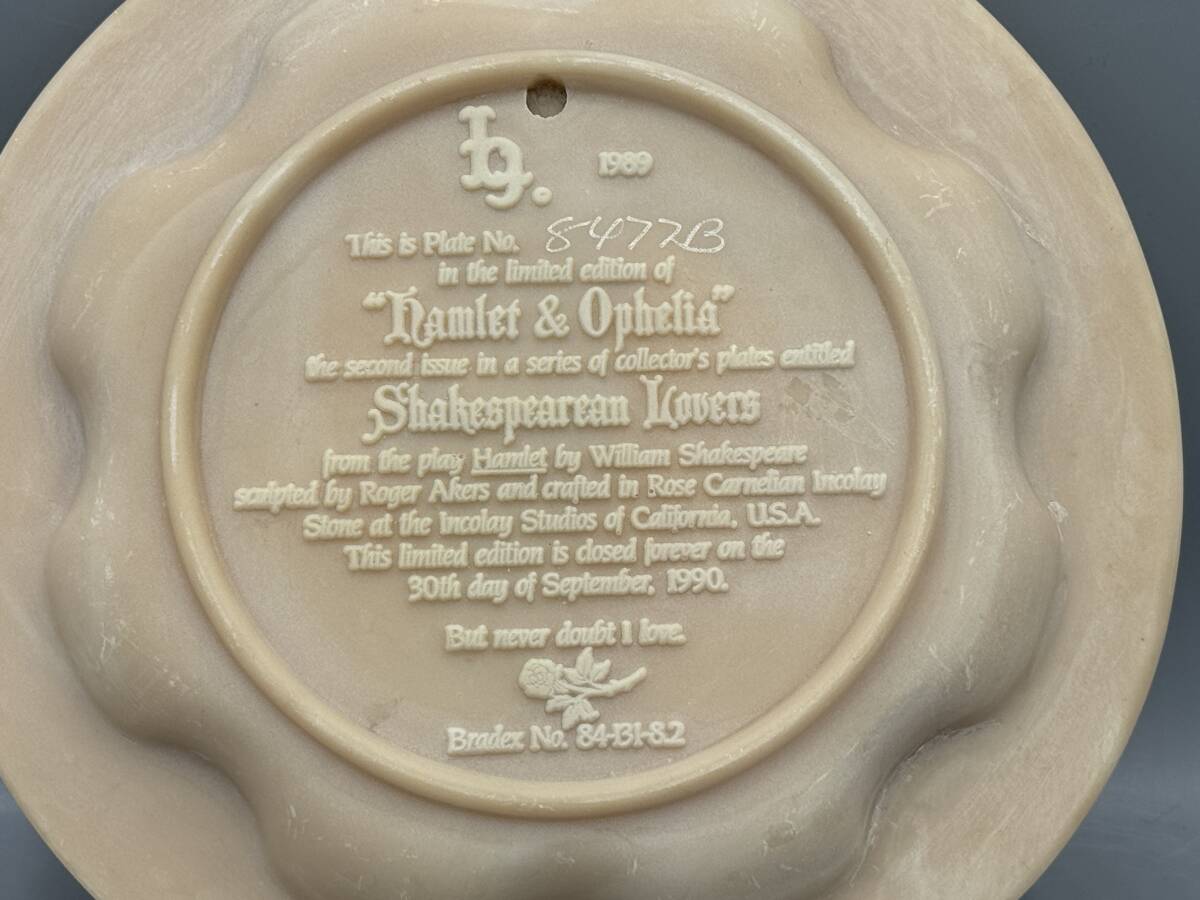 1989
This is Plate No. 8477B
in the limited edition of
"Hamlet & Ophelia"
the second issue in a series of collector's plates entitled
Shakespearean Lovers
from the play Hamlet by William Shakespeare
sculpted by Roger Akers and crafted in Rose Carnelian Incolay
Stone at the Incolay Studios of California, U.S.A.
This limited edition is closed forever on the
30th day of September, 1990.
But never doubt I love.
Bradex No. 84-131-8.2